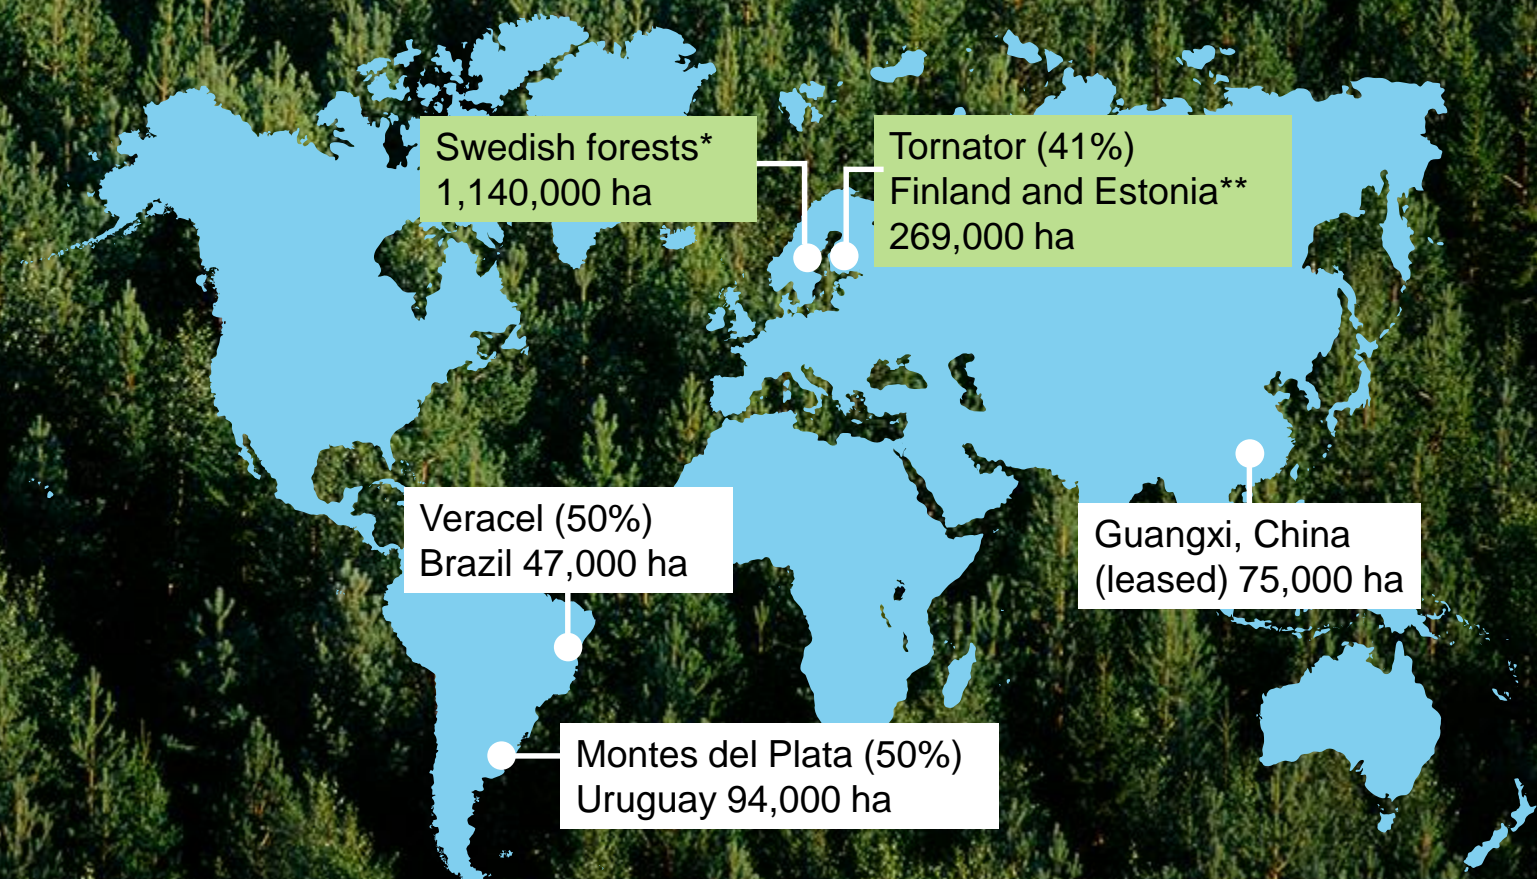 Swedish forests*
1,140,000 ha
Tornator (41%)
Finland and Estonia**
269,000 ha
Veracel (50%)
Brazil 47,000 ha
Guangxi, China
(leased) 75,000 ha
Montes del Plata (50%)
Uruguay 94,000 ha